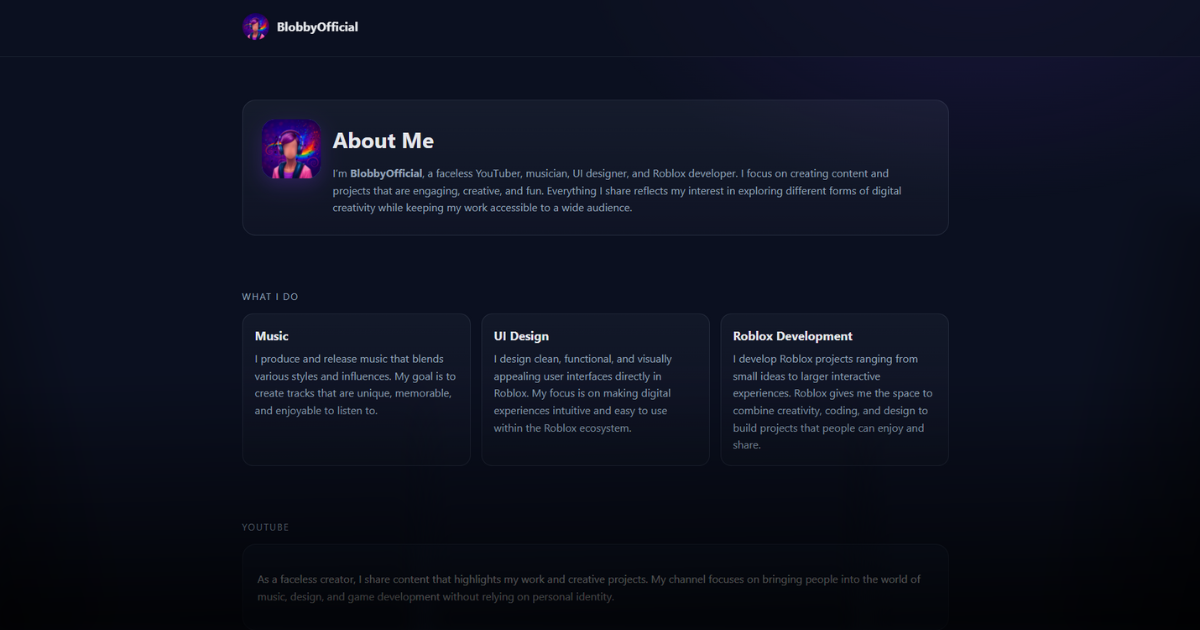 BlobbyOfficial
About Me
I'm BlobbyOfficial, a faceless YouTuber, musician, UI designer, and Roblox developer. I focus on creating content and
projects that are engaging, creative, and fun. Everything I share reflects my interest in exploring different forms of digital
creativity while keeping my work accessible to a wide audience.
WHAT I DO
Music
I produce and release music that blends
various styles and influences. My goal is to
create tracks that are unique, memorable,
and enjoyable to listen to.
UI Design
I design clean, functional, and visually
appealing user interfaces directly in
Roblox. My focus is on making digital
experiences intuitive and easy to use
within the Roblox ecosystem.
Roblox Development
I develop Roblox projects ranging from
small ideas to larger interactive
experiences. Roblox gives me the space to
combine creativity, coding, and design to
build projects that people can enjoy and
share.
YOUTUBE
As a faceless creator, I share content that highlights my work and creative projects. My channel focuses on bringing people into the world of
music, design, and game development without relying on personal identity.